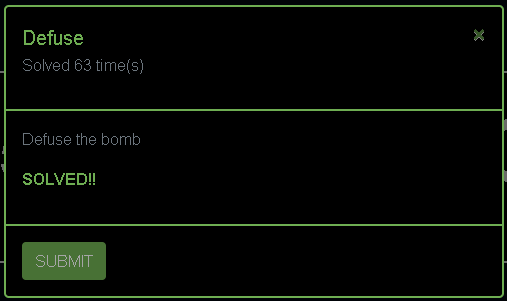 Defuse
×
Solved 63 time(s)
Defuse the bomb
SOLVED!!
SUBMIT